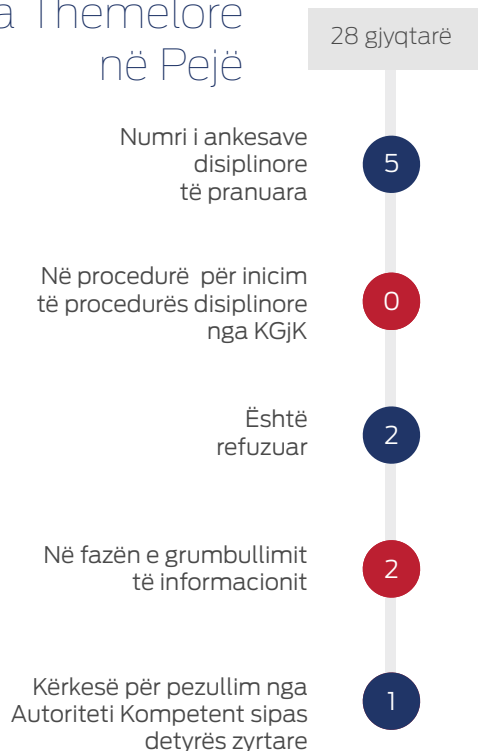 a Themelore
në Pejë
28 gjyqtarë
Numri i ankesave
disiplinore
të pranuara
5
Në procedurë për inicim
të procedurës disiplinore
nga KGjK
0
Është
refuzuar
2
Në fazën e grumbullimit
të informacionit
2
Kërkesë për pezullim nga
Autoriteti Kompetent sipas
detyrës zyrtare
1